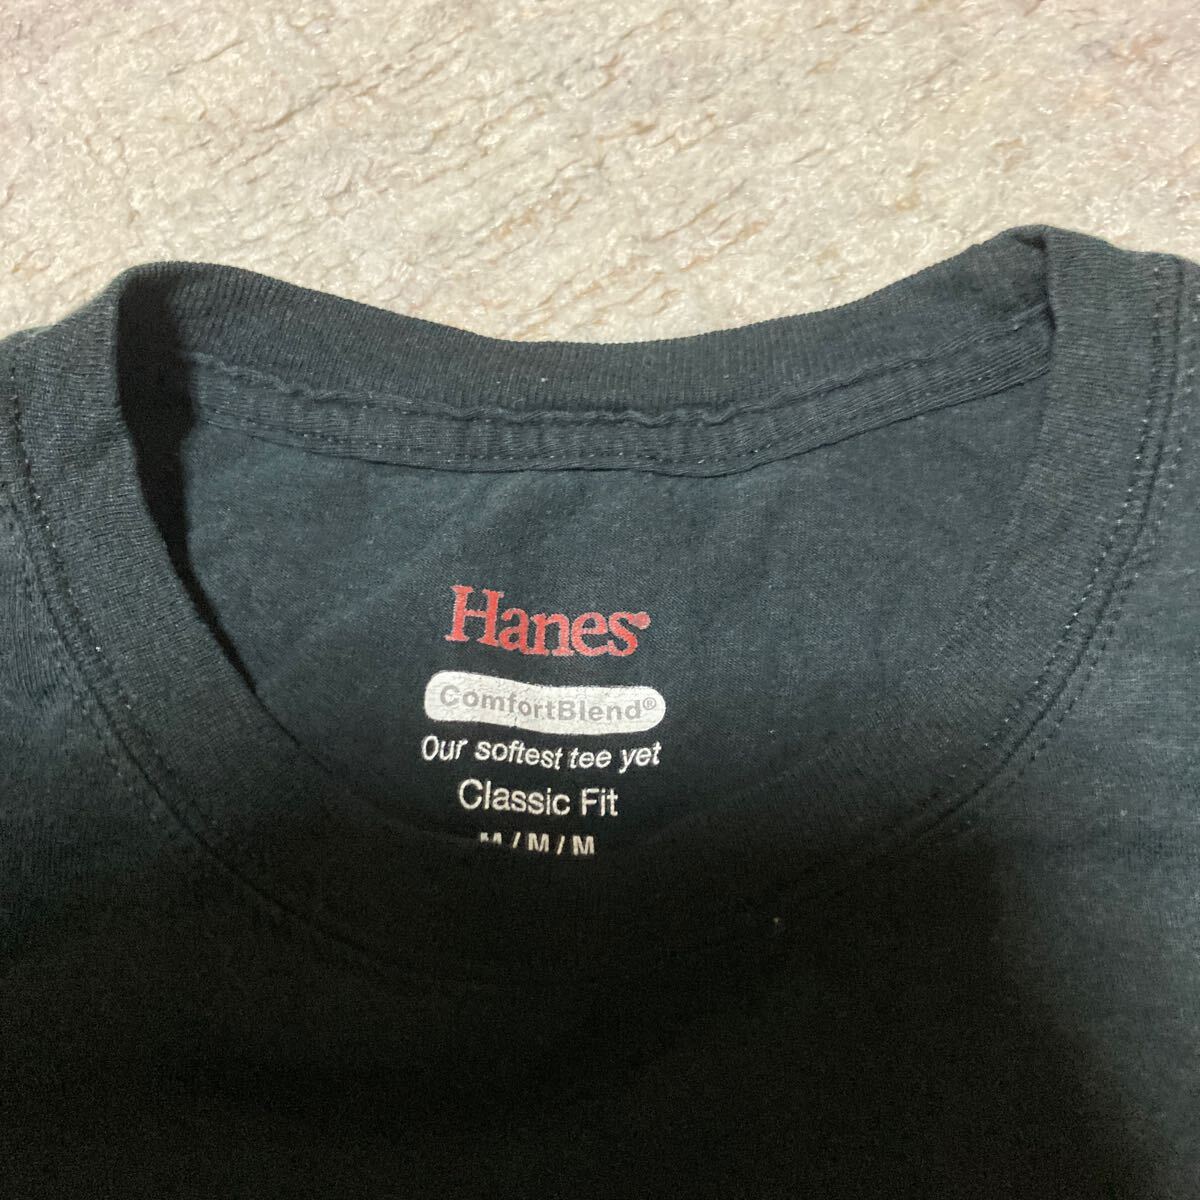 Hanes®
ComfortBlend®
Our softest tee yet
Classic Fit
M / M / M